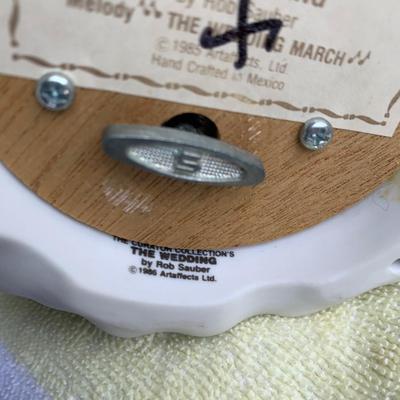 by Rob Sauber
Melody
THE WEDDING MARCH
© 1985 Artaffects, Ltd.
Hand Crafted in Mexico
S
THE CURATOR COLLECTION'S
THE WEDDING
by Rob Sauber
© 1986 Artaffects Ltd.